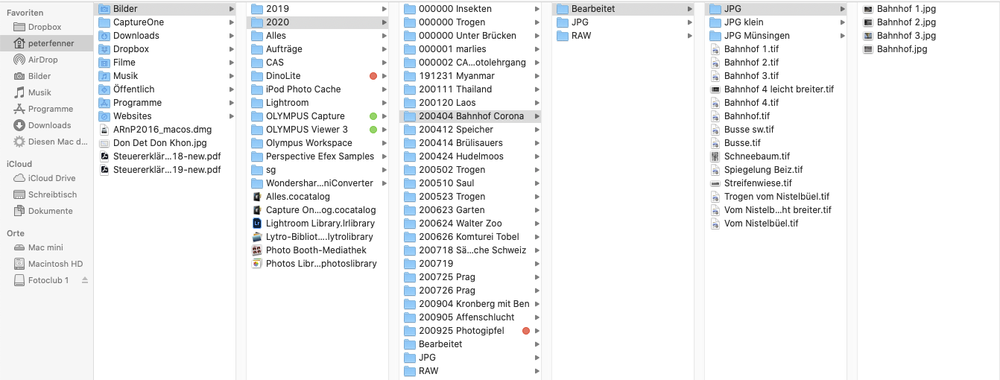 Favoriten
Dropbox
peterfenner
AirDrop
Bilder
Musik
Programme
Downloads
Diesen Mac d...
iCloud
iCloud Drive
Schreibtisch
Dokumente
Orte
Mac mini
Macintosh HD
Fotoclub 1
Bilder
CaptureOne
Downloads
Dropbox
Filme
Musik
Öffentlich
Programme
Websites
ARnP2016_macos.dmg
Don Det Don Khon.jpg
Steuererklär...18-new.pdf
Steuererklär...19-new.pdf
2019
2020
Alles
Aufträge
CAS
DinoLite
iPod Photo Cache
Lightroom
OLYMPUS Capture
OLYMPUS Viewer 3
Olympus Workspace
Perspective Efex Samples
sg
Wondershar...niConverter
Alles.cocatalog
Capture On...og.cocatalog
Lightroom Library.lrlibrary
Lytro-Bibliot....lytrolibrary
Photo Booth-Mediathek
Photos Libr...photoslibrary
000000 Insekten
000000 Trogen
000000 Unter Brücken
000001 marlies
000002 CA...otolehrgang
191231 Myanmar
200111 Thailand
200120 Laos
200404 Bahnhof Corona
200412 Speicher
200414 Brülisauers
200424 Hudelmoos
200502 Trogen
200510 Saul
200523 Trogen
200623 Garten
200624 Walter Zoo
200626 Komturei Tobel
200718 Sä...che Schweiz
200719
200725 Prag
200726 Prag
200904 Kronberg mit Ben
200905 Affenschlucht
200925 Photogipfel
Bearbeitet
JPG
RAW
Bearbeitet
JPG
RAW
JPG
JPG klein
JPG Münsingen
Bahnhof 1.tif
Bahnhof 2.tif
Bahnhof 3.tif
Bahnhof 4 leicht breiter.tif
Bahnhof 4.tif
Bahnhof.tif
Busse sw.tif
Busse.tif
Schneebaum.tif
Spiegelung Beiz.tif
Streifenwiese.tif
Trogen vom Nistelbüel.tif
Vom Nistelb...ht breiter.tif
Vom Nistelbüel.tif
Bahnhof 1.jpg
Bahnhof 2.jpg
Bahnhof 3.jpg
Bahnhof.jpg